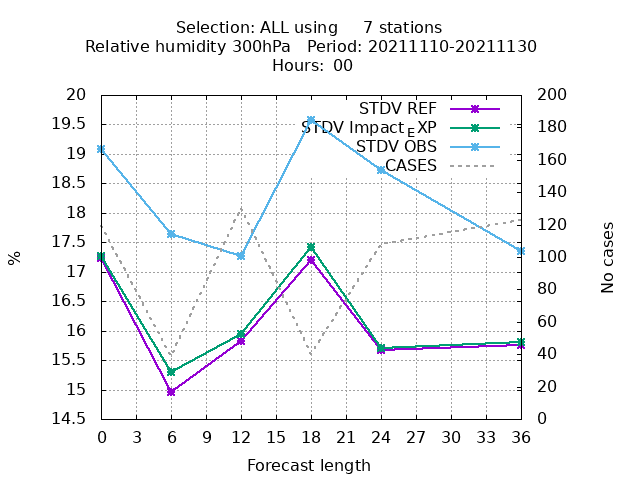 Selection: ALL using     7 stations
Relative humidity 300hPa   Period: 20211110-20211130
Hours: 00
STDV REF
STDV Impact_EXP
STDV OBS
CASES
%
20
19.5
19
18.5
18
17.5
17
16.5
16
15.5
15
14.5
200
180
160
140
120
100
80
60
40
20
0
No cases
0 3 6 9 12 15 18 21 24 27 30 33 36
Forecast length